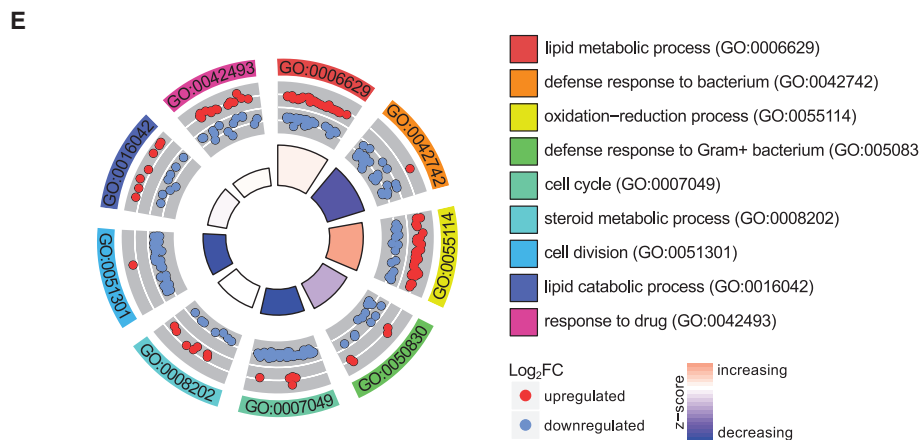 E
GO:0006629
GO:0042742
GO:0055114
GO:0050830
GO:0007049
GO:0008202
GO:0051301
GO:0016042
GO:0042493
lipid metabolic process (GO:0006629)
defense response to bacterium (GO:0042742)
oxidation−reduction process (GO:0055114)
defense response to Gram+ bacterium (GO:005083
cell cycle (GO:0007049)
steroid metabolic process (GO:0008202)
cell division (GO:0051301)
lipid catabolic process (GO:0016042)
response to drug (GO:0042493)
Log₂FC
upregulated
downregulated
z−score
increasing
decreasing